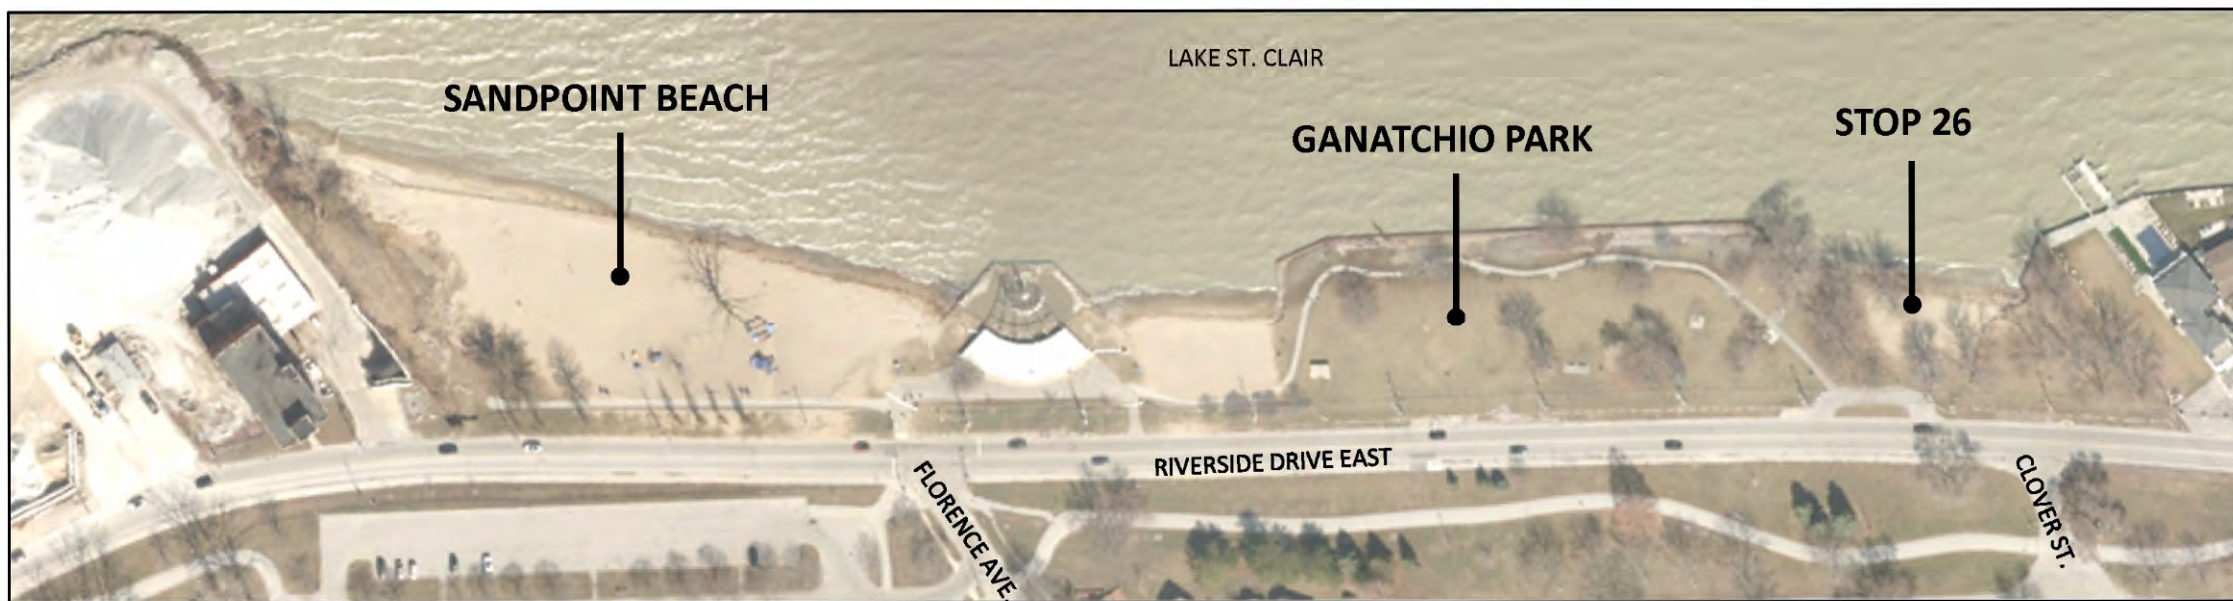 LAKE ST. CLAIR
SANDPOINT BEACH
GANATCHIO PARK
STOP 26
RIVERSIDE DRIVE EAST
FLORENCE AVE.
CLOVER ST.